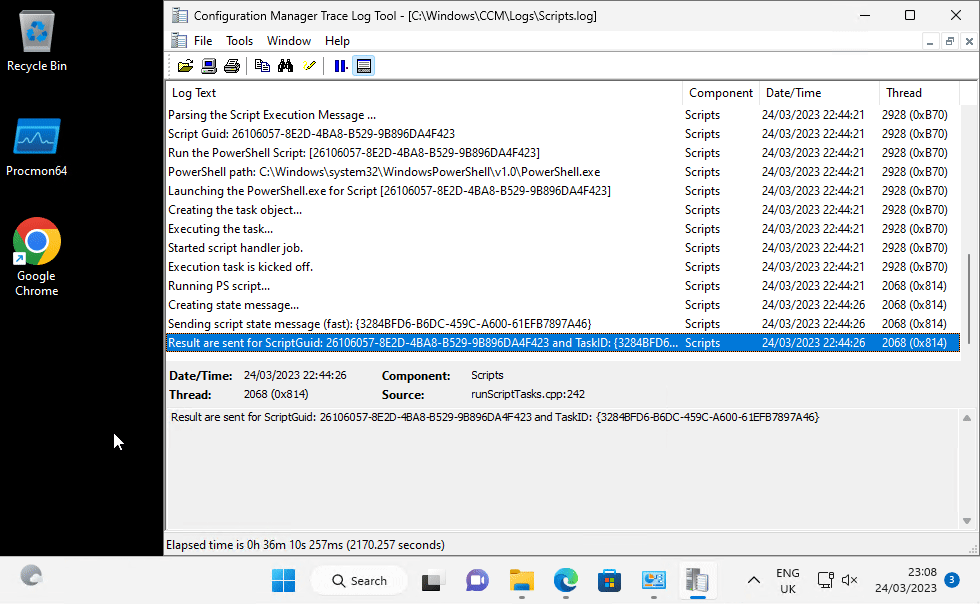 Recycle Bin
Procmon64
Google
Chrome
Configuration Manager Trace Log Tool - [C:\Windows\CCM\Logs\Scripts.log]
File Tools Window Help
Log Text Component Date/Time Thread
Parsing the Script Execution Message ... Scripts 24/03/2023 22:44:21 2928 (0xB70)
Script Guid: 26106057-8E2D-4BA8-B529-9B896DA4F423 Scripts 24/03/2023 22:44:21 2928 (0xB70)
Run the PowerShell Script: [26106057-8E2D-4BA8-B529-9B896DA4F423] Scripts 24/03/2023 22:44:21 2928 (0xB70)
PowerShell path: C:\Windows\system32\WindowsPowerShell\v1.0\PowerShell.exe Scripts 24/03/2023 22:44:21 2928 (0xB70)
Launching the PowerShell.exe for Script [26106057-8E2D-4BA8-B529-9B896DA4F423] Scripts 24/03/2023 22:44:21 2928 (0xB70)
Creating the task object... Scripts 24/03/2023 22:44:21 2928 (0xB70)
Executing the task... Scripts 24/03/2023 22:44:21 2928 (0xB70)
Started script handler job. Scripts 24/03/2023 22:44:21 2928 (0xB70)
Execution task is kicked off. Scripts 24/03/2023 22:44:21 2928 (0xB70)
Running PS script... Scripts 24/03/2023 22:44:21 2068 (0x814)
Creating state message... Scripts 24/03/2023 22:44:26 2068 (0x814)
Sending script state message (fast): {3284BFD6-B6DC-459C-A600-61EFB7897A46} Scripts 24/03/2023 22:44:26 2068 (0x814)
Result are sent for ScriptGuid: 26106057-8E2D-4BA8-B529-9B896DA4F423 and TaskID: {3284BFD6... Scripts 24/03/2023 22:44:26 2068 (0x814)
Date/Time: 24/03/2023 22:44:26 Component: Scripts
Thread: 2068 (0x814) Source: runScriptTasks.cpp:242
Result are sent for ScriptGuid: 26106057-8E2D-4BA8-B529-9B896DA4F423 and TaskID: {3284BFD6-B6DC-459C-A600-61EFB7897A46}
Elapsed time is 0h 36m 10s 257ms (2170.257 seconds)
Search
ENG
UK
23:08
24/03/2023
3